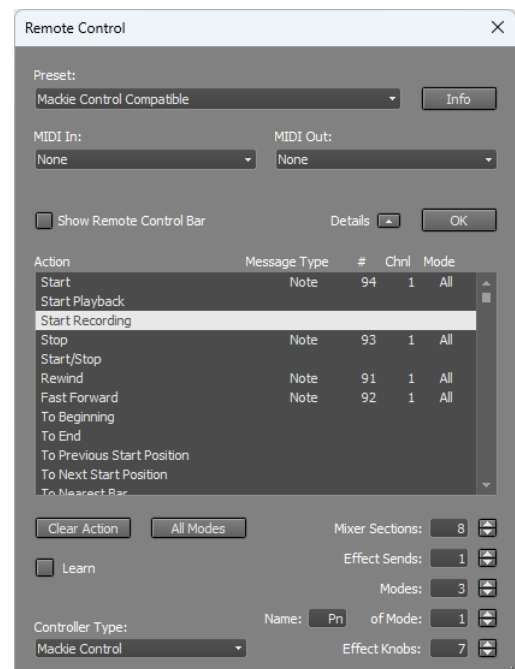 Remote Control
Preset:
Mackie Control Compatible
Info
MIDI In:
MIDI Out:
None
None
Show Remote Control Bar
Details
OK
Action Message Type # Chnl Mode
Start Note 94 1 All
Start Playback
Start Recording
Stop Note 93 1 All
Start/Stop
Rewind Note 91 1 All
Fast Forward Note 92 1 All
To Beginning
To End
To Previous Start Position
To Next Start Position
To Nearest Bar
Clear Action
All Modes
Mixer Sections: 8
Learn
Effect Sends: 1
Modes: 3
Name: Pn of Mode: 1
Controller Type:
Mackie Control
Effect Knobs: 7